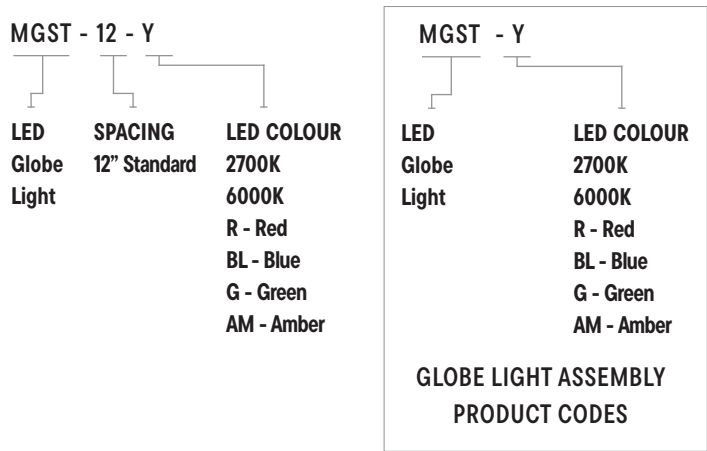 MGST - 12 - Y
LED SPACING LED COLOUR
Globe 12” Standard 2700K
Light 6000K
R - Red
BL - Blue
G - Green
AM - Amber
MGST - Y
LED LED COLOUR
Globe 2700K
Light 6000K
R - Red
BL - Blue
G - Green
AM - Amber
GLOBE LIGHT ASSEMBLY
PRODUCT CODES